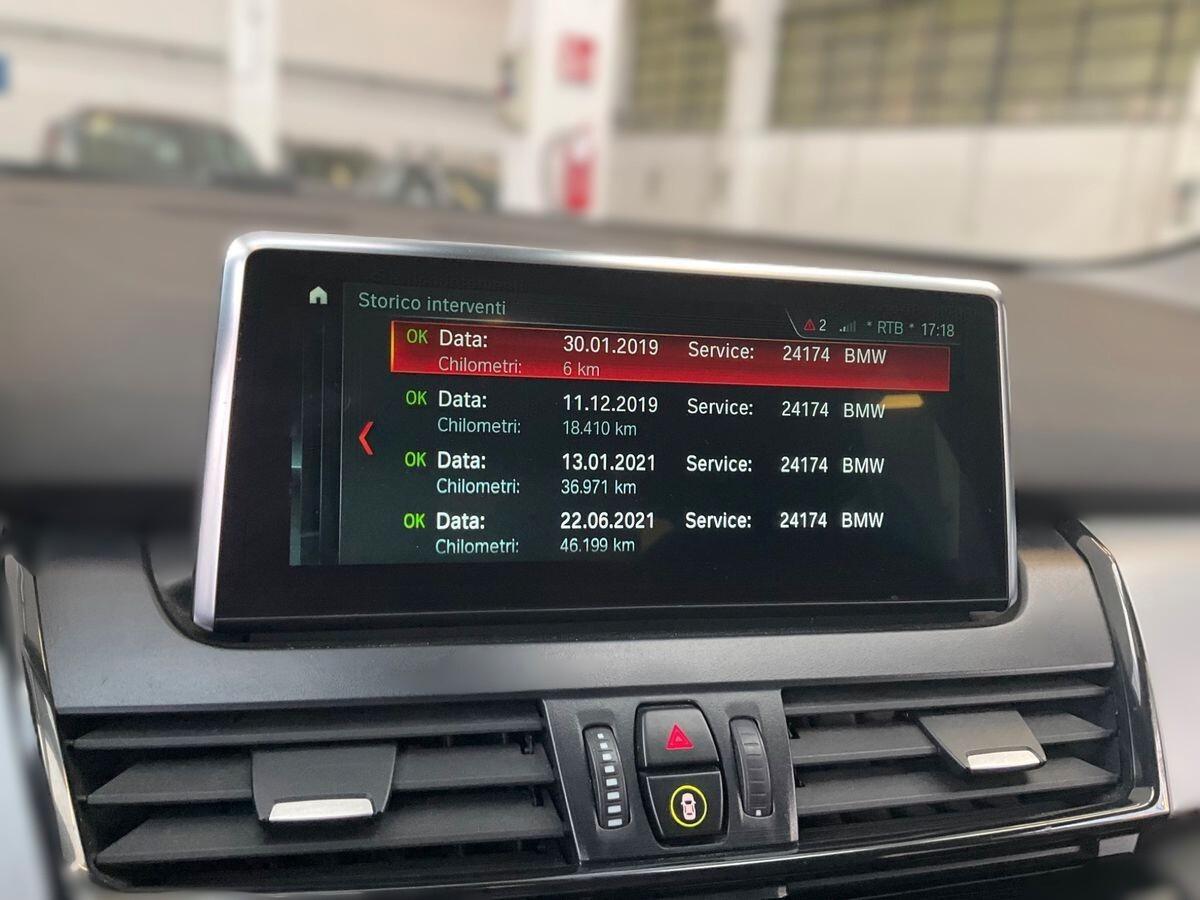 Storico interventi
2 * RTB * 17:18
OK Data: 30.01.2019 Service: 24174 BMW
Chilometri: 6 km
OK Data: 11.12.2019 Service: 24174 BMW
Chilometri: 18.410 km
OK Data: 13.01.2021 Service: 24174 BMW
Chilometri: 36.971 km
OK Data: 22.06.2021 Service: 24174 BMW
Chilometri: 46.199 km